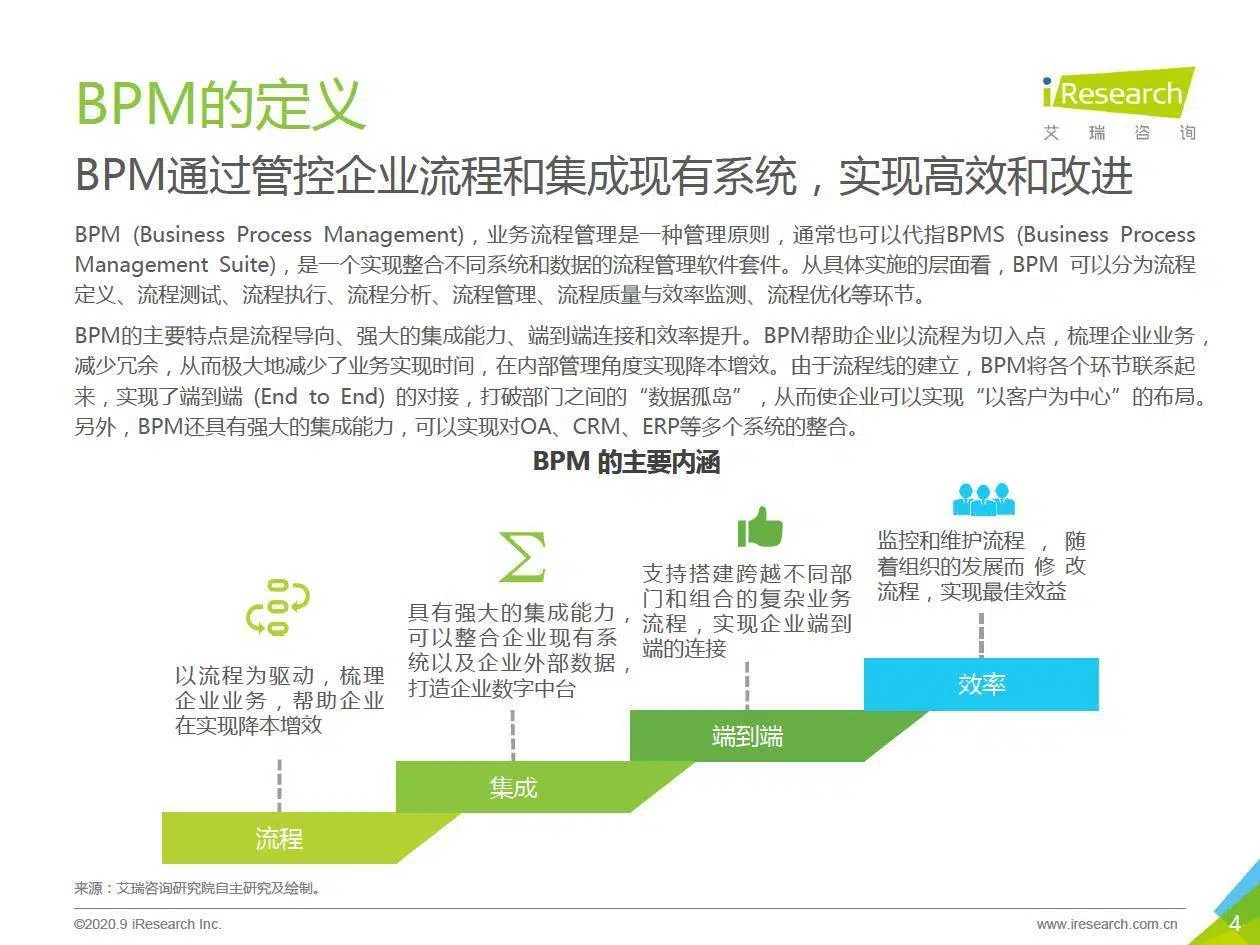 BPM的定义
iResearch
艾瑞咨询
BPM通过管控企业流程和集成现有系统，实现高效和改进
BPM (Business Process Management)，业务流程管理是一种管理原则，通常也可以代指BPMS (Business Process
Management Suite)，是一个实现整合不同系统和数据的流程管理软件套件。从具体实施的层面看，BPM 可以分为流程
定义、流程测试、流程执行、流程分析、流程管理、流程质量与效率监测、流程优化等环节。
BPM的主要特点是流程导向、强大的集成能力、端到端连接和效率提升。BPM帮助企业以流程为切入点，梳理企业业务，
减少冗余，从而极大地减少了业务实现时间，在内部管理角度实现降本增效。由于流程线的建立，BPM将各个环节联系起
来，实现了端到端 (End to End) 的对接，打破部门之间的“数据孤岛”，从而使企业可以实现“以客户为中心”的布局。
另外，BPM还具有强大的集成能力，可以实现对OA、CRM、ERP等多个系统的整合。
BPM 的主要内涵
以流程为驱动，梳理
企业业务，帮助企业
在实现降本增效
流程
∑
具有强大的集成能力，
可以整合企业现有系
统以及企业外部数据，
打造企业数字中台
集成
支持搭建跨越不同部
门和组合的复杂业务
流程，实现企业端到
端的连接
端到端
监控和维护流程 ， 随
着组织的发展而 修 改
流程，实现最佳效益
效率
来源：艾瑞咨询研究院自主研究及绘制。
©2020.9 iResearch Inc.
www.iresearch.com.cn
4